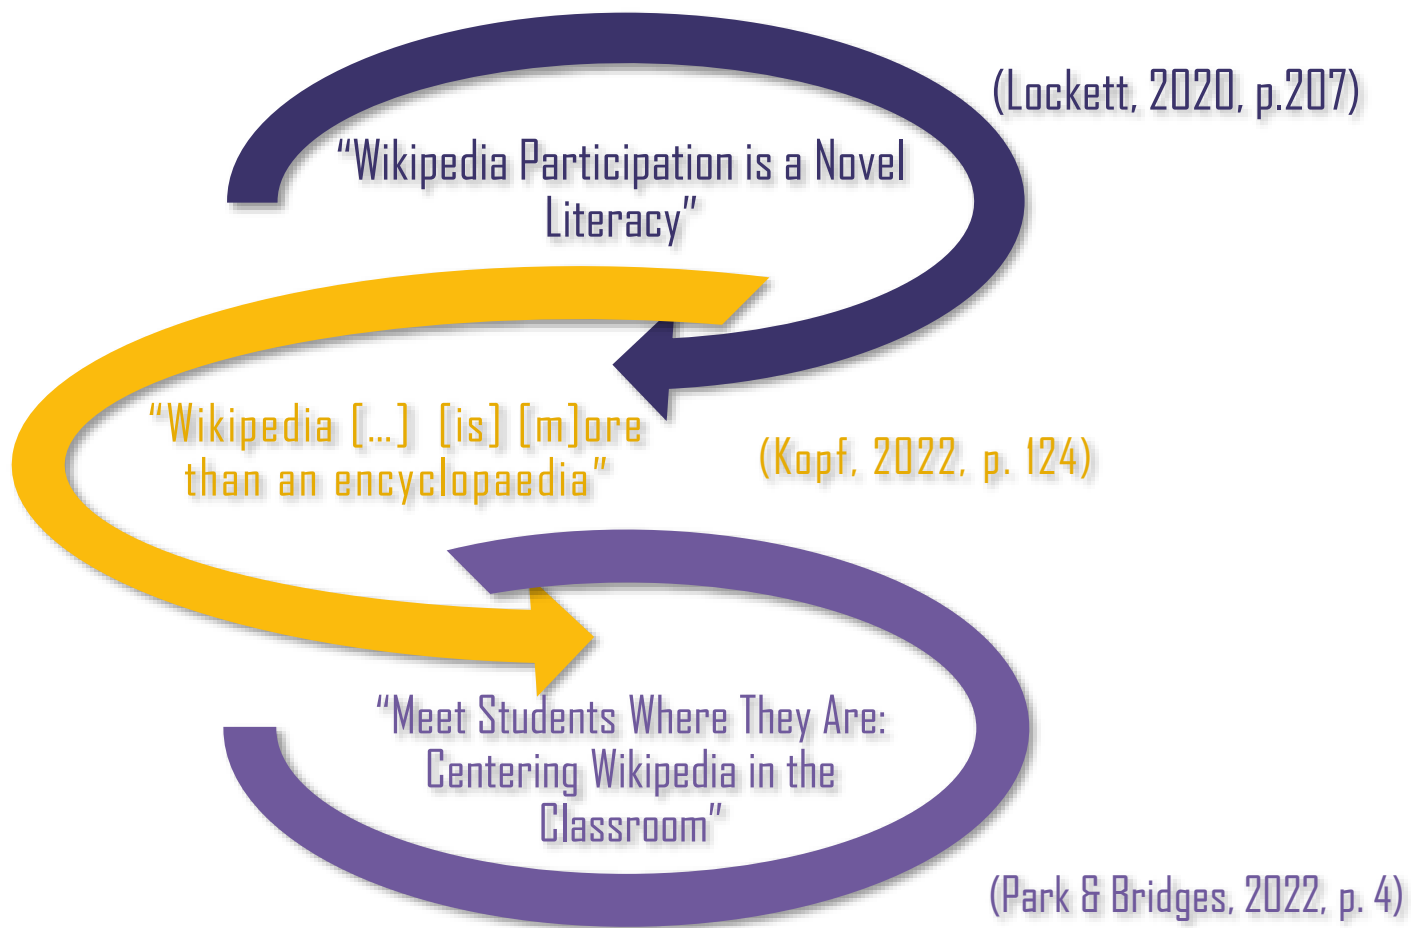 (Lockett, 2020, p.207)
“Wikipedia Participation is a Novel
Literacy”
“Wikipedia [...] [is] [m]ore
than an encyclopaedia”
(Kopf, 2022, p. 124)
“Meet Students Where They Are:
Centering Wikipedia in the
Classroom”
(Park & Bridges, 2022, p. 4)